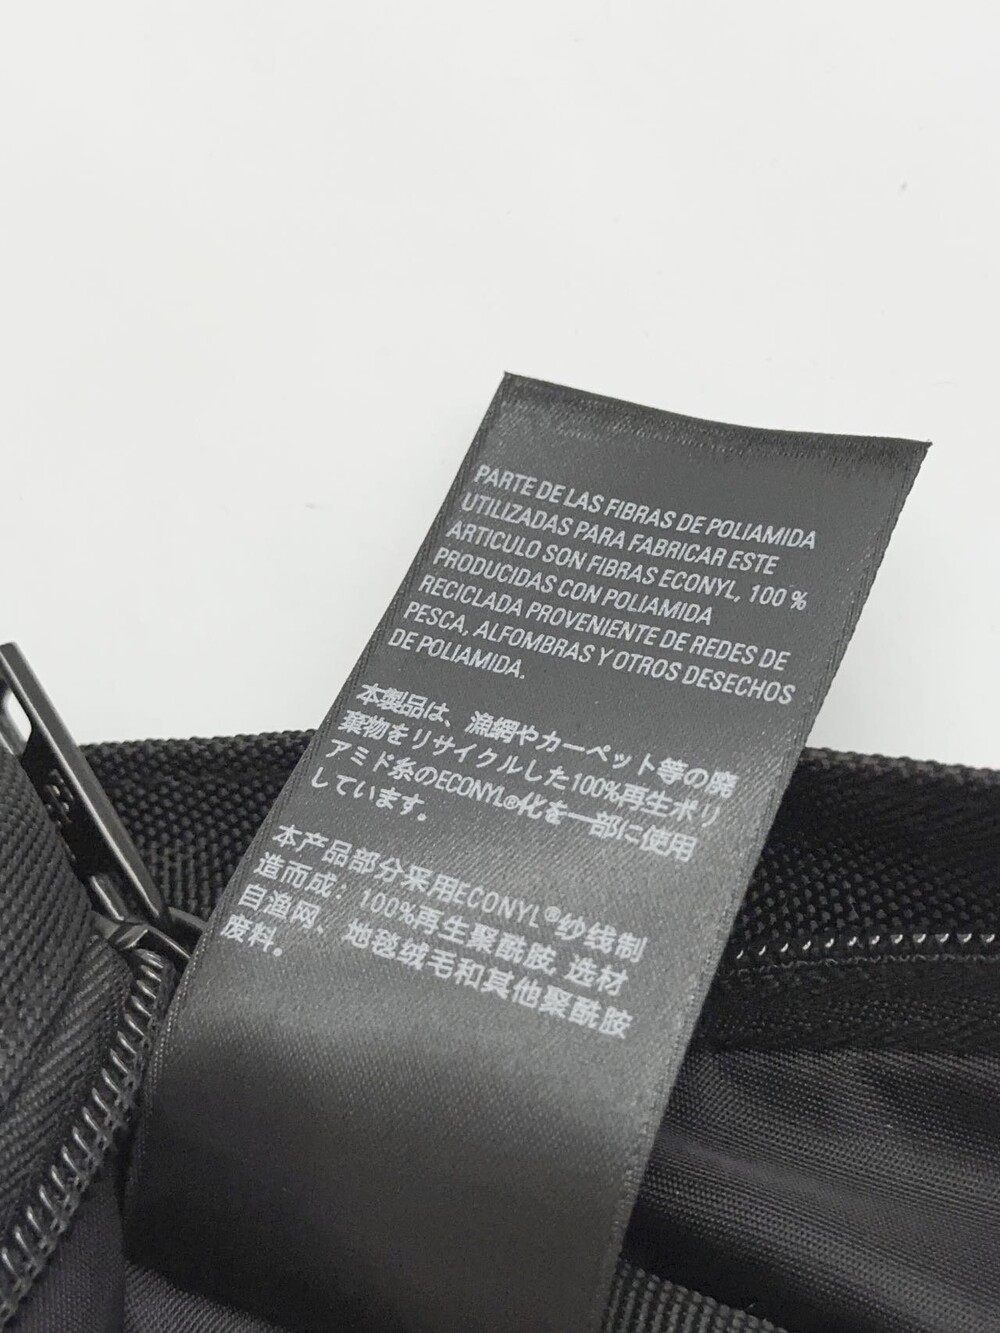 PARTE DE LAS FIBRAS DE POLIAMIDA
UTILIZADAS PARA FABRICAR ESTE
ARTICULO SON FIBRAS ECONYL, 100 %
PRODUCIDAS CON POLIAMIDA
RECICLADA PROVENIENTE DE REDES DE
PESCA, ALFOMBRAS Y OTROS DESECHOS
DE POLIAMIDA.
本製品は、漁網やカーペット等の廃
棄物をリサイクルした100%再生ポリ
アミド糸のECONYL®化を一部に使用
しています。
本产品部分采用ECONYL®纱线制
造而成：100%再生聚酰胺, 选材
自渔网、地毯绒毛和其他聚酰胺
废料。